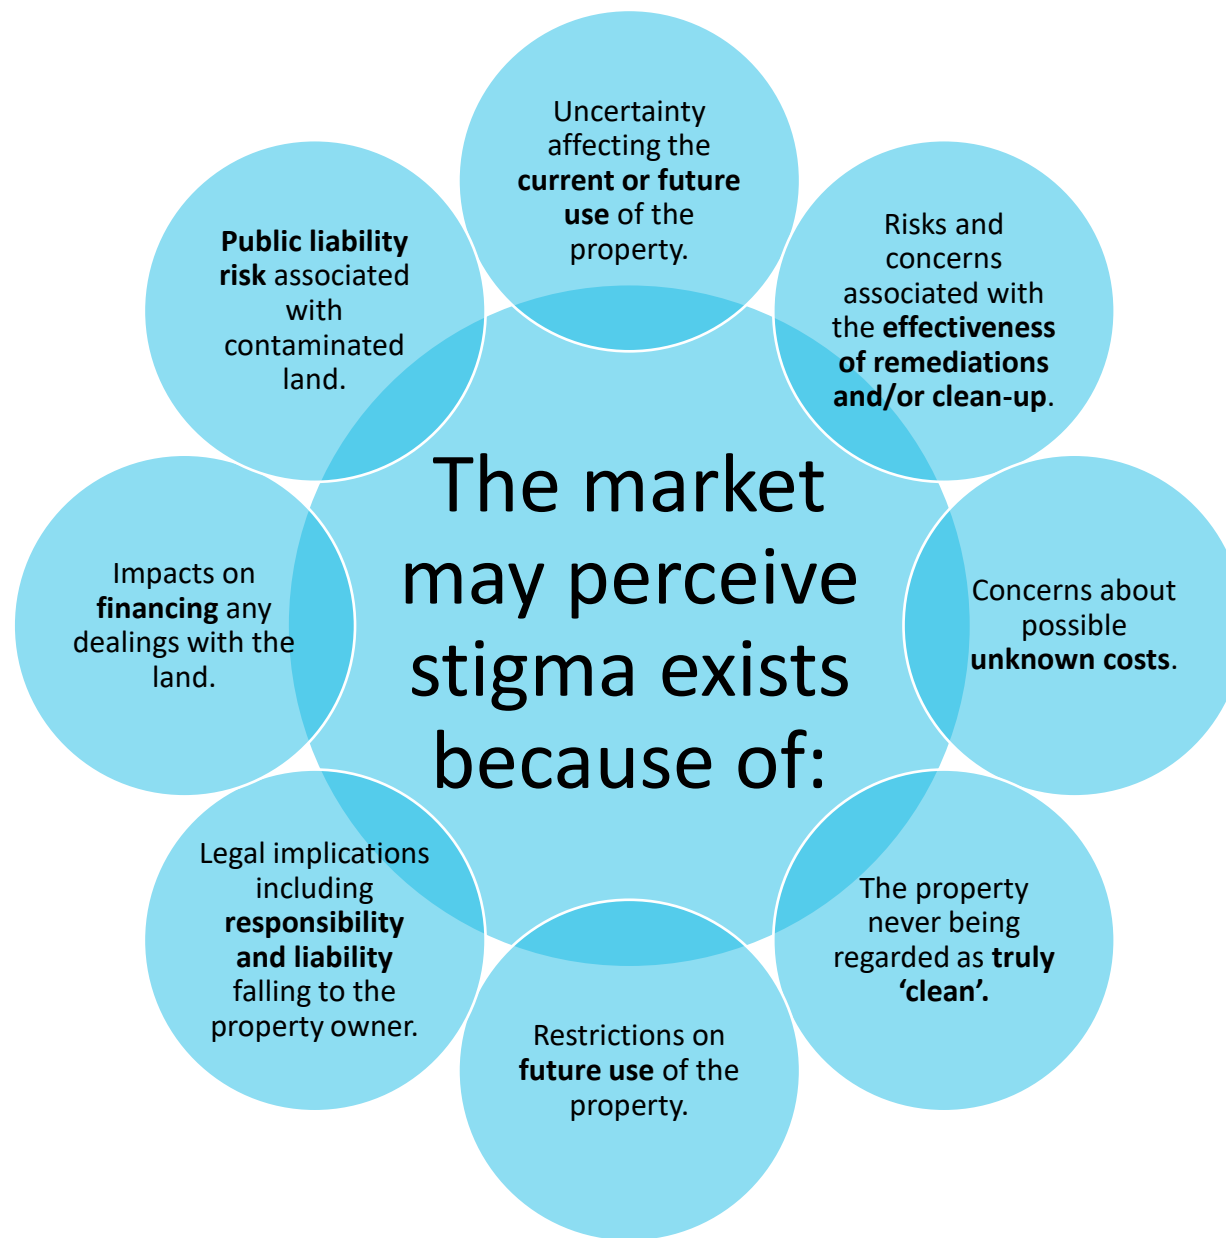 The market
may perceive
stigma exists
because of:
Uncertainty
affecting the
current or future
use of the
property.
Risks and
concerns
associated with
the effectiveness
of remediations
and/or clean-up.
Concerns about
possible
unknown costs.
The property
never being
regarded as truly
‘clean’.
Restrictions on
future use of the
property.
Legal implications
including
responsibility
and liability
falling to the
property owner.
Impacts on
financing any
dealings with the
land.
Public liability
risk associated
with
contaminated
land.